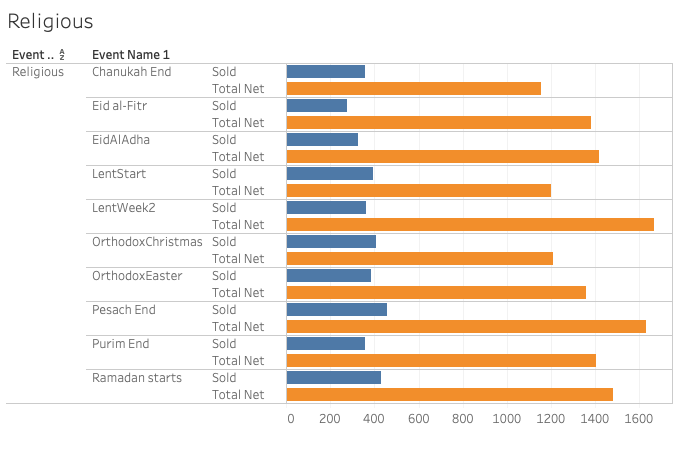 Religious
Event .. A Z Event Name 1
Religious Chanukah End Sold
Total Net
Eid al-Fitr Sold
Total Net
EidAlAdha Sold
Total Net
LentStart Sold
Total Net
LentWeek2 Sold
Total Net
OrthodoxChristmas Sold
Total Net
OrthodoxEaster Sold
Total Net
Pesach End Sold
Total Net
Purim End Sold
Total Net
Ramadan starts Sold
Total Net
0 200 400 600 800 1000 1200 1400 1600